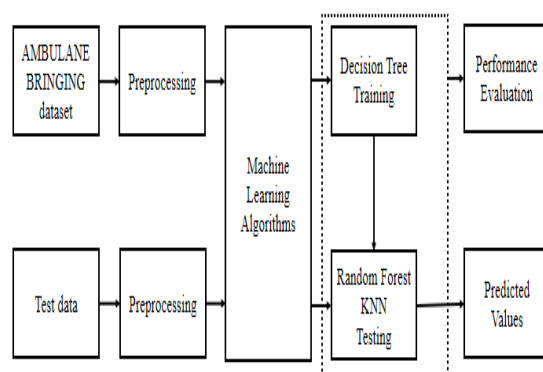 AMBULANE
BRINGING
dataset
Preprocessing
Machine
Learning
Algorithms
Decision Tree
Training
Performance
Evaluation
Test data
Preprocessing
Random Forest
KNN
Testing
Predicted
Values